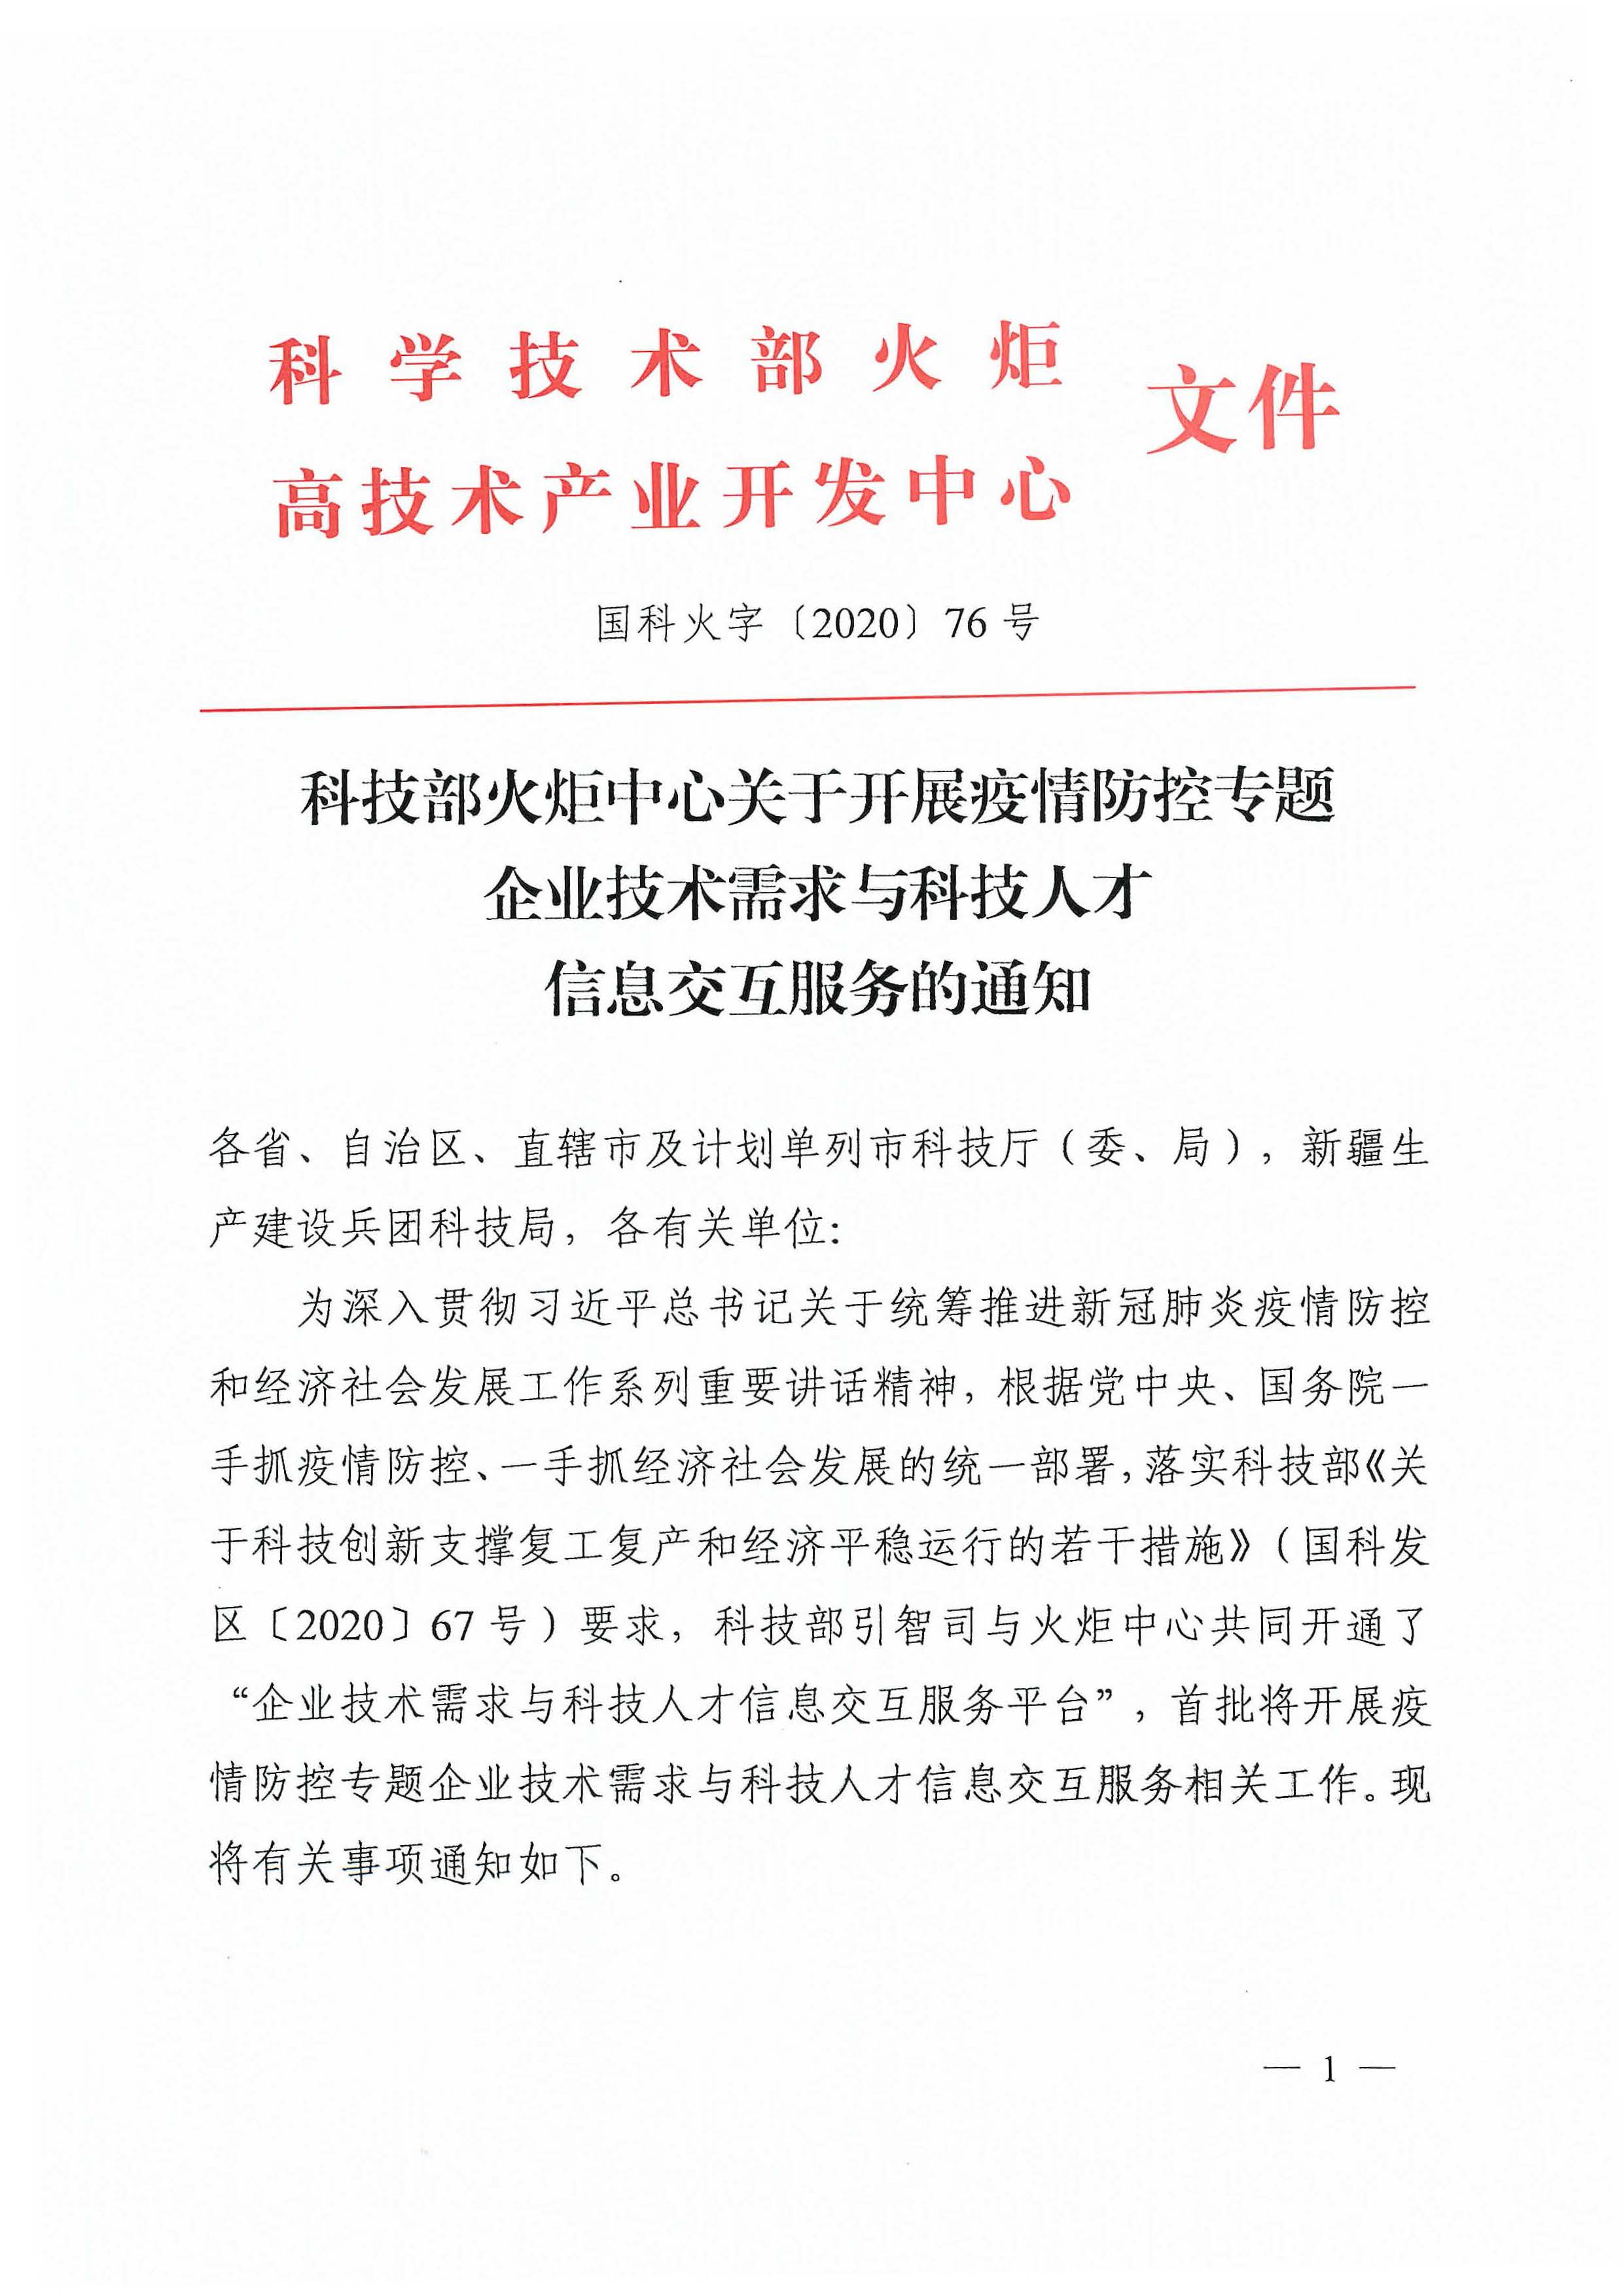 科学技术部火炬
高技术产业开发中心
文件
国科火字〔2020〕76 号
科技部火炬中心关于开展疫情防控专题
企业技术需求与科技人才
信息交互服务的通知
各省、自治区、直辖市及计划单列市科技厅（委、局），新疆生
产建设兵团科技局，各有关单位：
为深入贯彻习近平总书记关于统筹推进新冠肺炎疫情防控
和经济社会发展工作系列重要讲话精神，根据党中央、国务院一
手抓疫情防控、一手抓经济社会发展的统一部署，落实科技部《关
于科技创新支撑复工复产和经济平稳运行的若干措施》（国科发
区〔2020〕67 号）要求，科技部引智司与火炬中心共同开通了
“企业技术需求与科技人才信息交互服务平台”，首批将开展疫
情防控专题企业技术需求与科技人才信息交互服务相关工作。现
将有关事项通知如下。
— 1 —